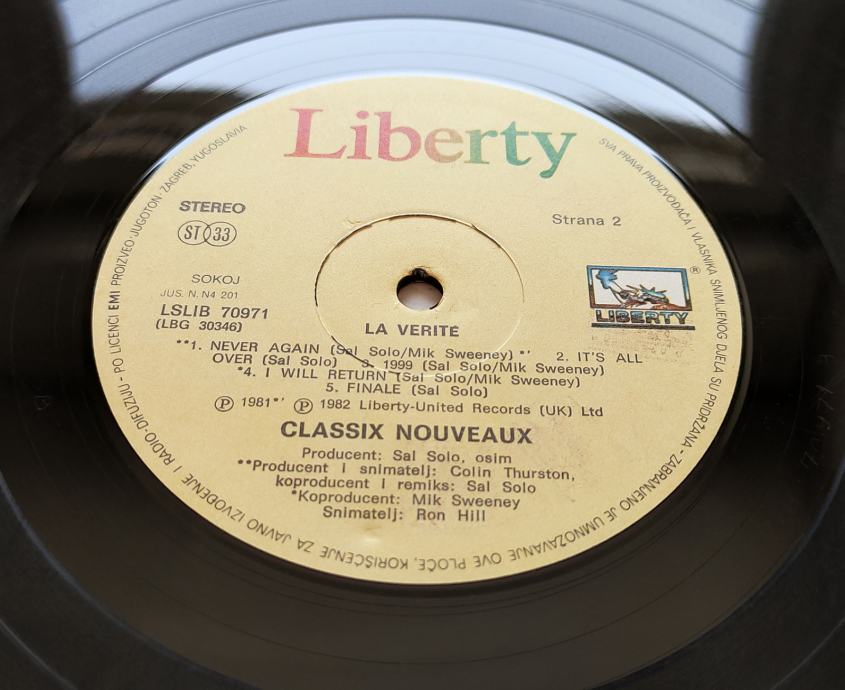 Liberty
STEREO
ST 33
Strana 2
SOKOJ
JUS. N. N4 201
LSLIB 70971
(LBG 30346)
®
LIBERTY
LA VERITÉ
**1. NEVER AGAIN (Sal Solo/Mik Sweeney) *' 2. IT'S ALL
OVER (Sal Solo) 3. 1999 (Sal Solo/Mik Sweeney)
*4. I WILL RETURN (Sal Solo/Mik Sweeney)
5. FINALE (Sal Solo)
Ⓟ 1981*' Ⓟ 1982 Liberty-United Records (UK) Ltd
CLASSIX NOUVEAUX
Producent: Sal Solo, osim
**Producent i snimatelj: Colin Thurston,
koproducent i remiks: Sal Solo
*Koproducent: Mik Sweeney
Snimatelj: Ron Hill
SVA PRAVA PROIZVOĐAČA I VLASNIKA SNIMLJENOG DJELA SU PRIDRŽANA - ZABRANJENO JE UMNOŽAVANJE OVE PLOČE, KORIŠĆENJE ZA JAVNO IZVOĐENJE I RADIO-DIFUZIJU - PO LICENCI EMI PROIZVEO: JUGOTON - ZAGREB, YUGOSLAVIA